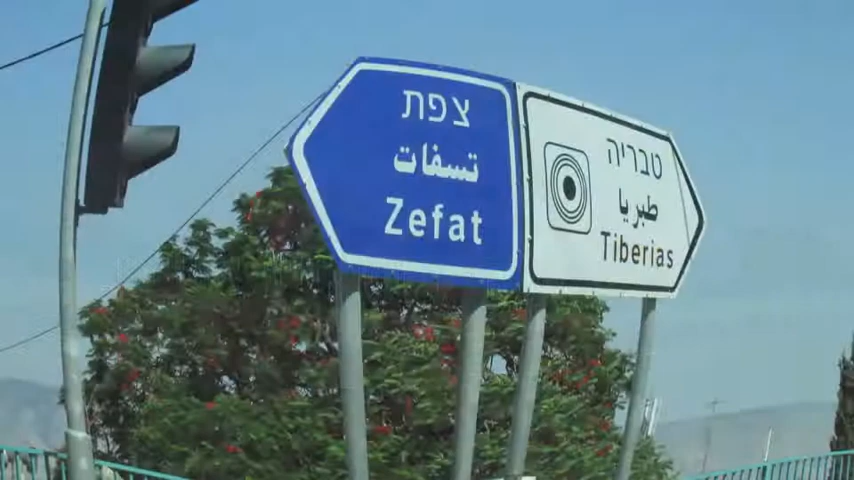 צפת
تسفات
Zefat
טבריה
طبريا
Tiberias